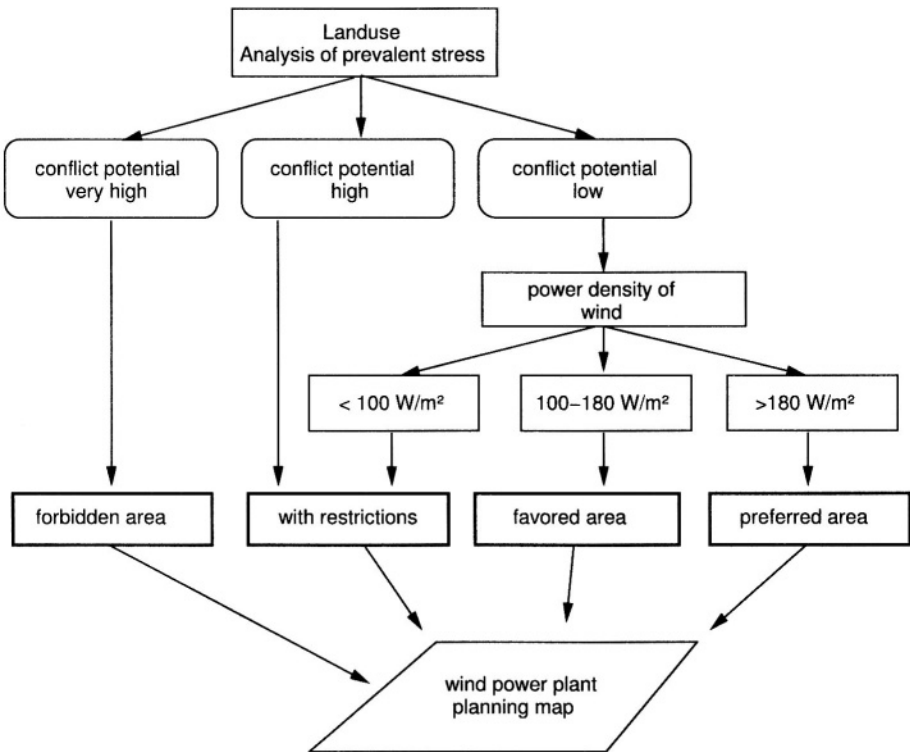 Landuse
Analysis of prevalent stress
conflict potential
very high
conflict potential
high
conflict potential
low
power density of
wind
< 100 W/m²
100–180 W/m²
>180 W/m²
forbidden area
with restrictions
favored area
preferred area
wind power plant
planning map